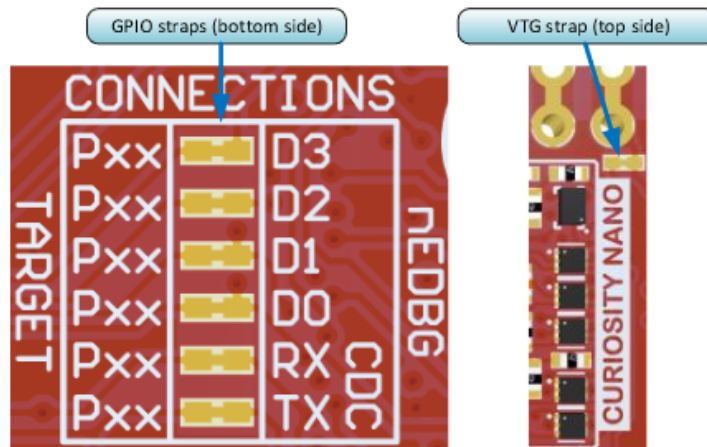 GPIO straps (bottom side)
VTG strap (top side)
CONNECTIONS
TARGET
Pxx D3
Pxx D2
Pxx D1
Pxx D0
Pxx RX
Pxx TX
CDC
nEDBG
CURIOSITY NANO